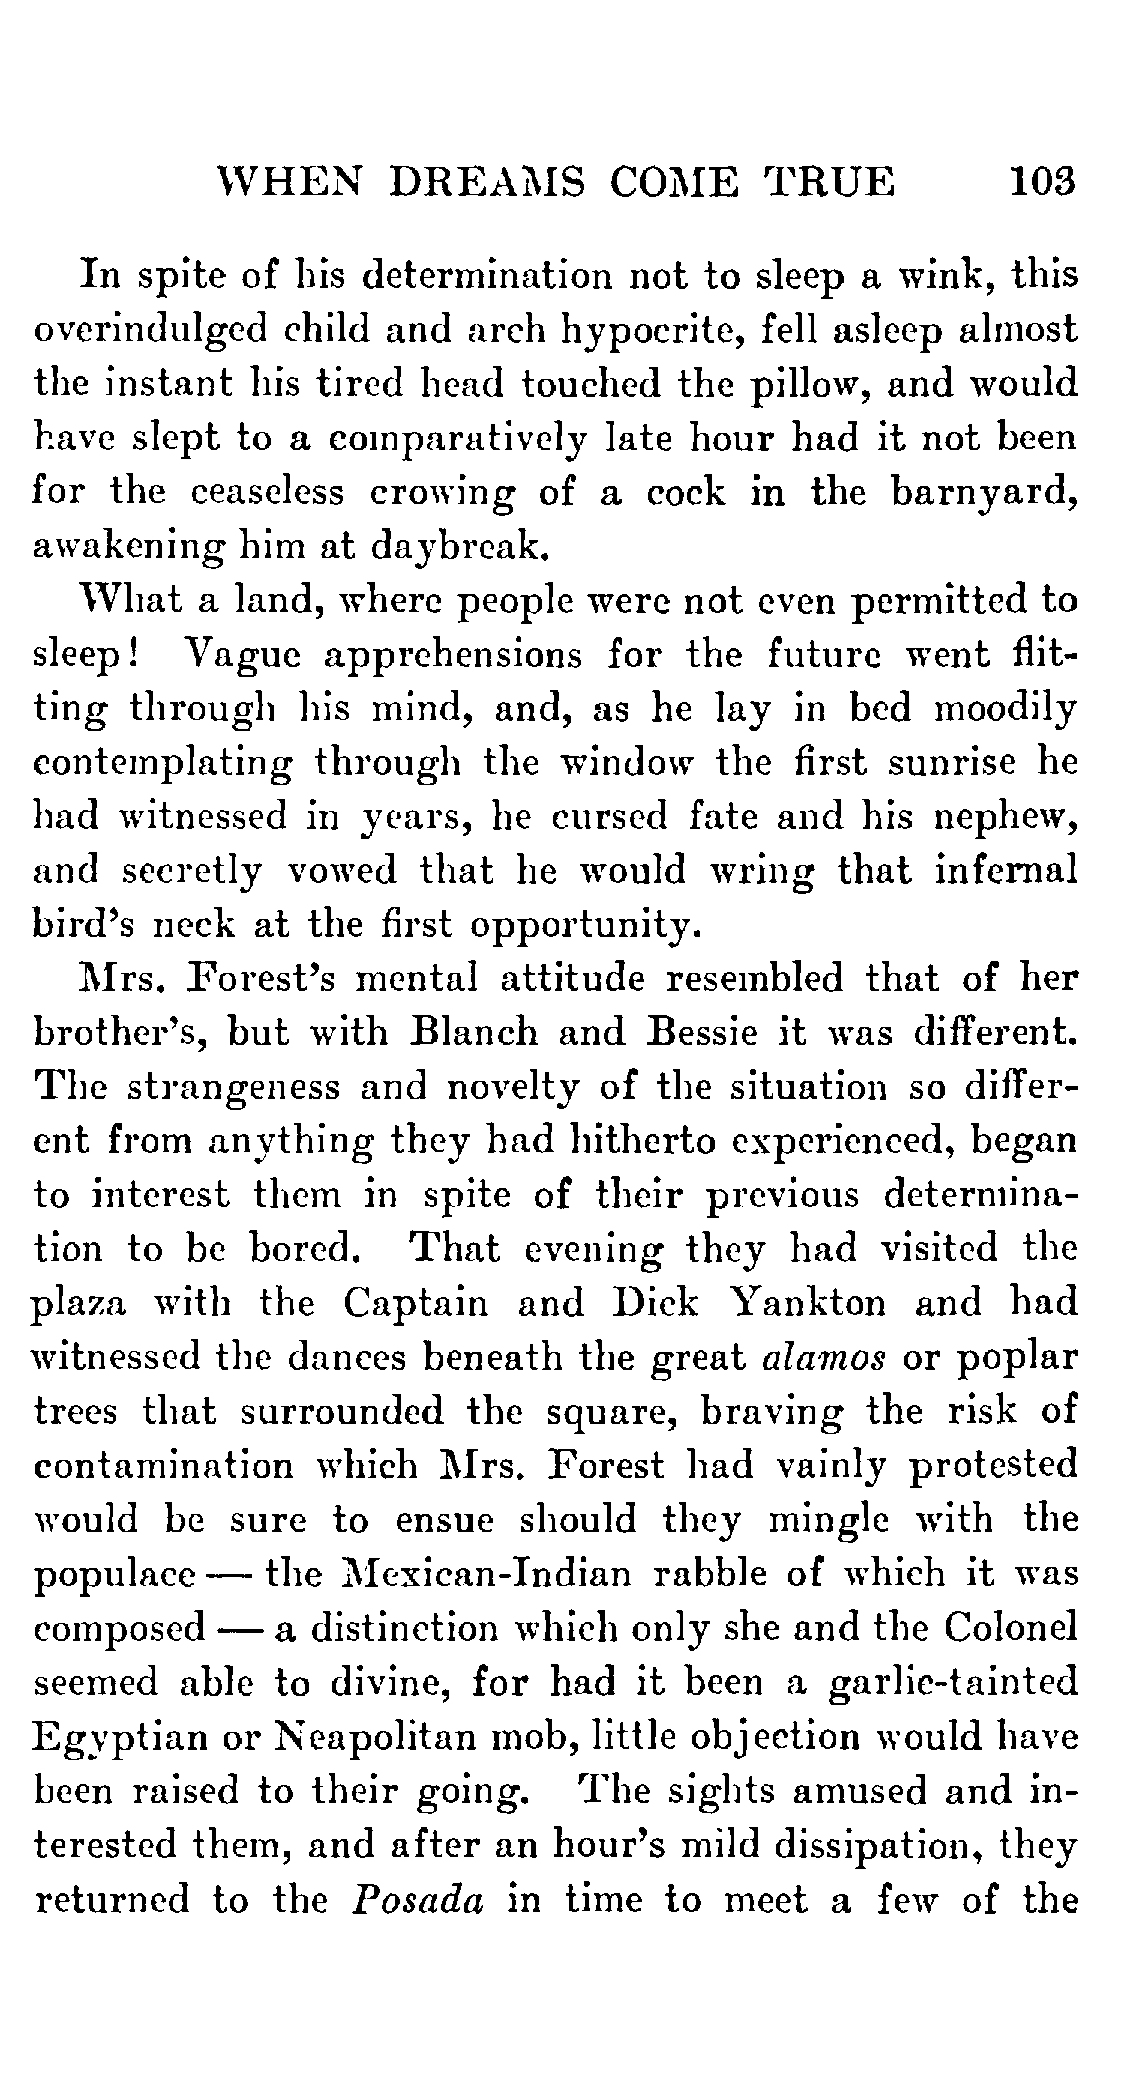 WHEN DREAMS COME TRUE 103
In spite of his determination not to sleep a wink, this
overindulged child and arch hypocrite, fell asleep almost
the instant his tired head touched the pillow, and would
have slept to a comparatively late hour had it not been
for the ceaseless crowing of a cock in the barnyard,
awakening him at daybreak.
What a land, where people were not even permitted to
sleep! Vague apprehensions for the future went flit-
ting through his mind, and, as he lay in bed moodily
contemplating through the window the first sunrise he
had witnessed in years, he cursed fate and his nephew,
and secretly vowed that he would wring that infernal
bird's neck at the first opportunity.
Mrs. Forest's mental attitude resembled that of her
brother's, but with Blanch and Bessie it was different.
The strangeness and novelty of the situation so differ-
ent from anything they had hitherto experienced, began
to interest them in spite of their previous determina-
tion to be bored. That evening they had visited the
plaza with the Captain and Dick Yankton and had
witnessed the dances beneath the great alamos or poplar
trees that surrounded the square, braving the risk of
contamination which Mrs. Forest had vainly protested
would be sure to ensue should they mingle with the
populace — the Mexican-Indian rabble of which it was
composed — a distinction which only she and the Colonel
seemed able to divine, for had it been a garlic-tainted
Egyptian or Neapolitan mob, little objection would have
been raised to their going. The sights amused and in-
terested them, and after an hour's mild dissipation, they
returned to the Posada in time to meet a few of the